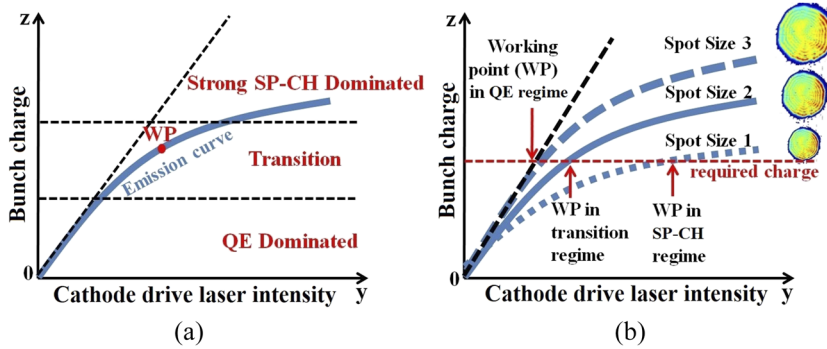 z
Bunch charge
Strong SP-CH Dominated
WP
Emission curve
Transition
QE Dominated
0
Cathode drive laser intensity
y
(a)
z
Bunch charge
Working
point (WP)
in QE regime
Spot Size 3
Spot Size 2
Spot Size 1
required charge
WP in
transition
regime
WP in
SP-CH
regime
0
Cathode drive laser intensity
y
(b)